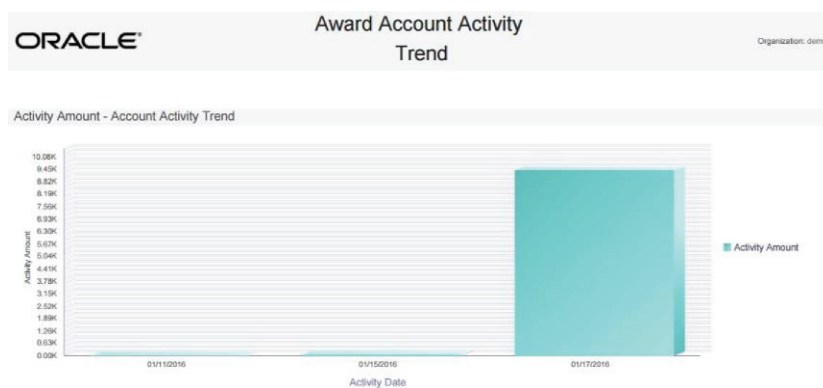 ORACLE®
Award Account Activity
Trend
Organization: dem
Activity Amount - Account Activity Trend
10.08K
9.45K
8.82K
8.19K
7.56K
6.93K
6.30K
5.67K
5.04K
4.41K
3.78K
3.15K
2.52K
1.89K
1.26K
0.63K
0.00K
Activity Amount
01/11/2016
01/15/2016
01/17/2016
Activity Date
Activity Amount